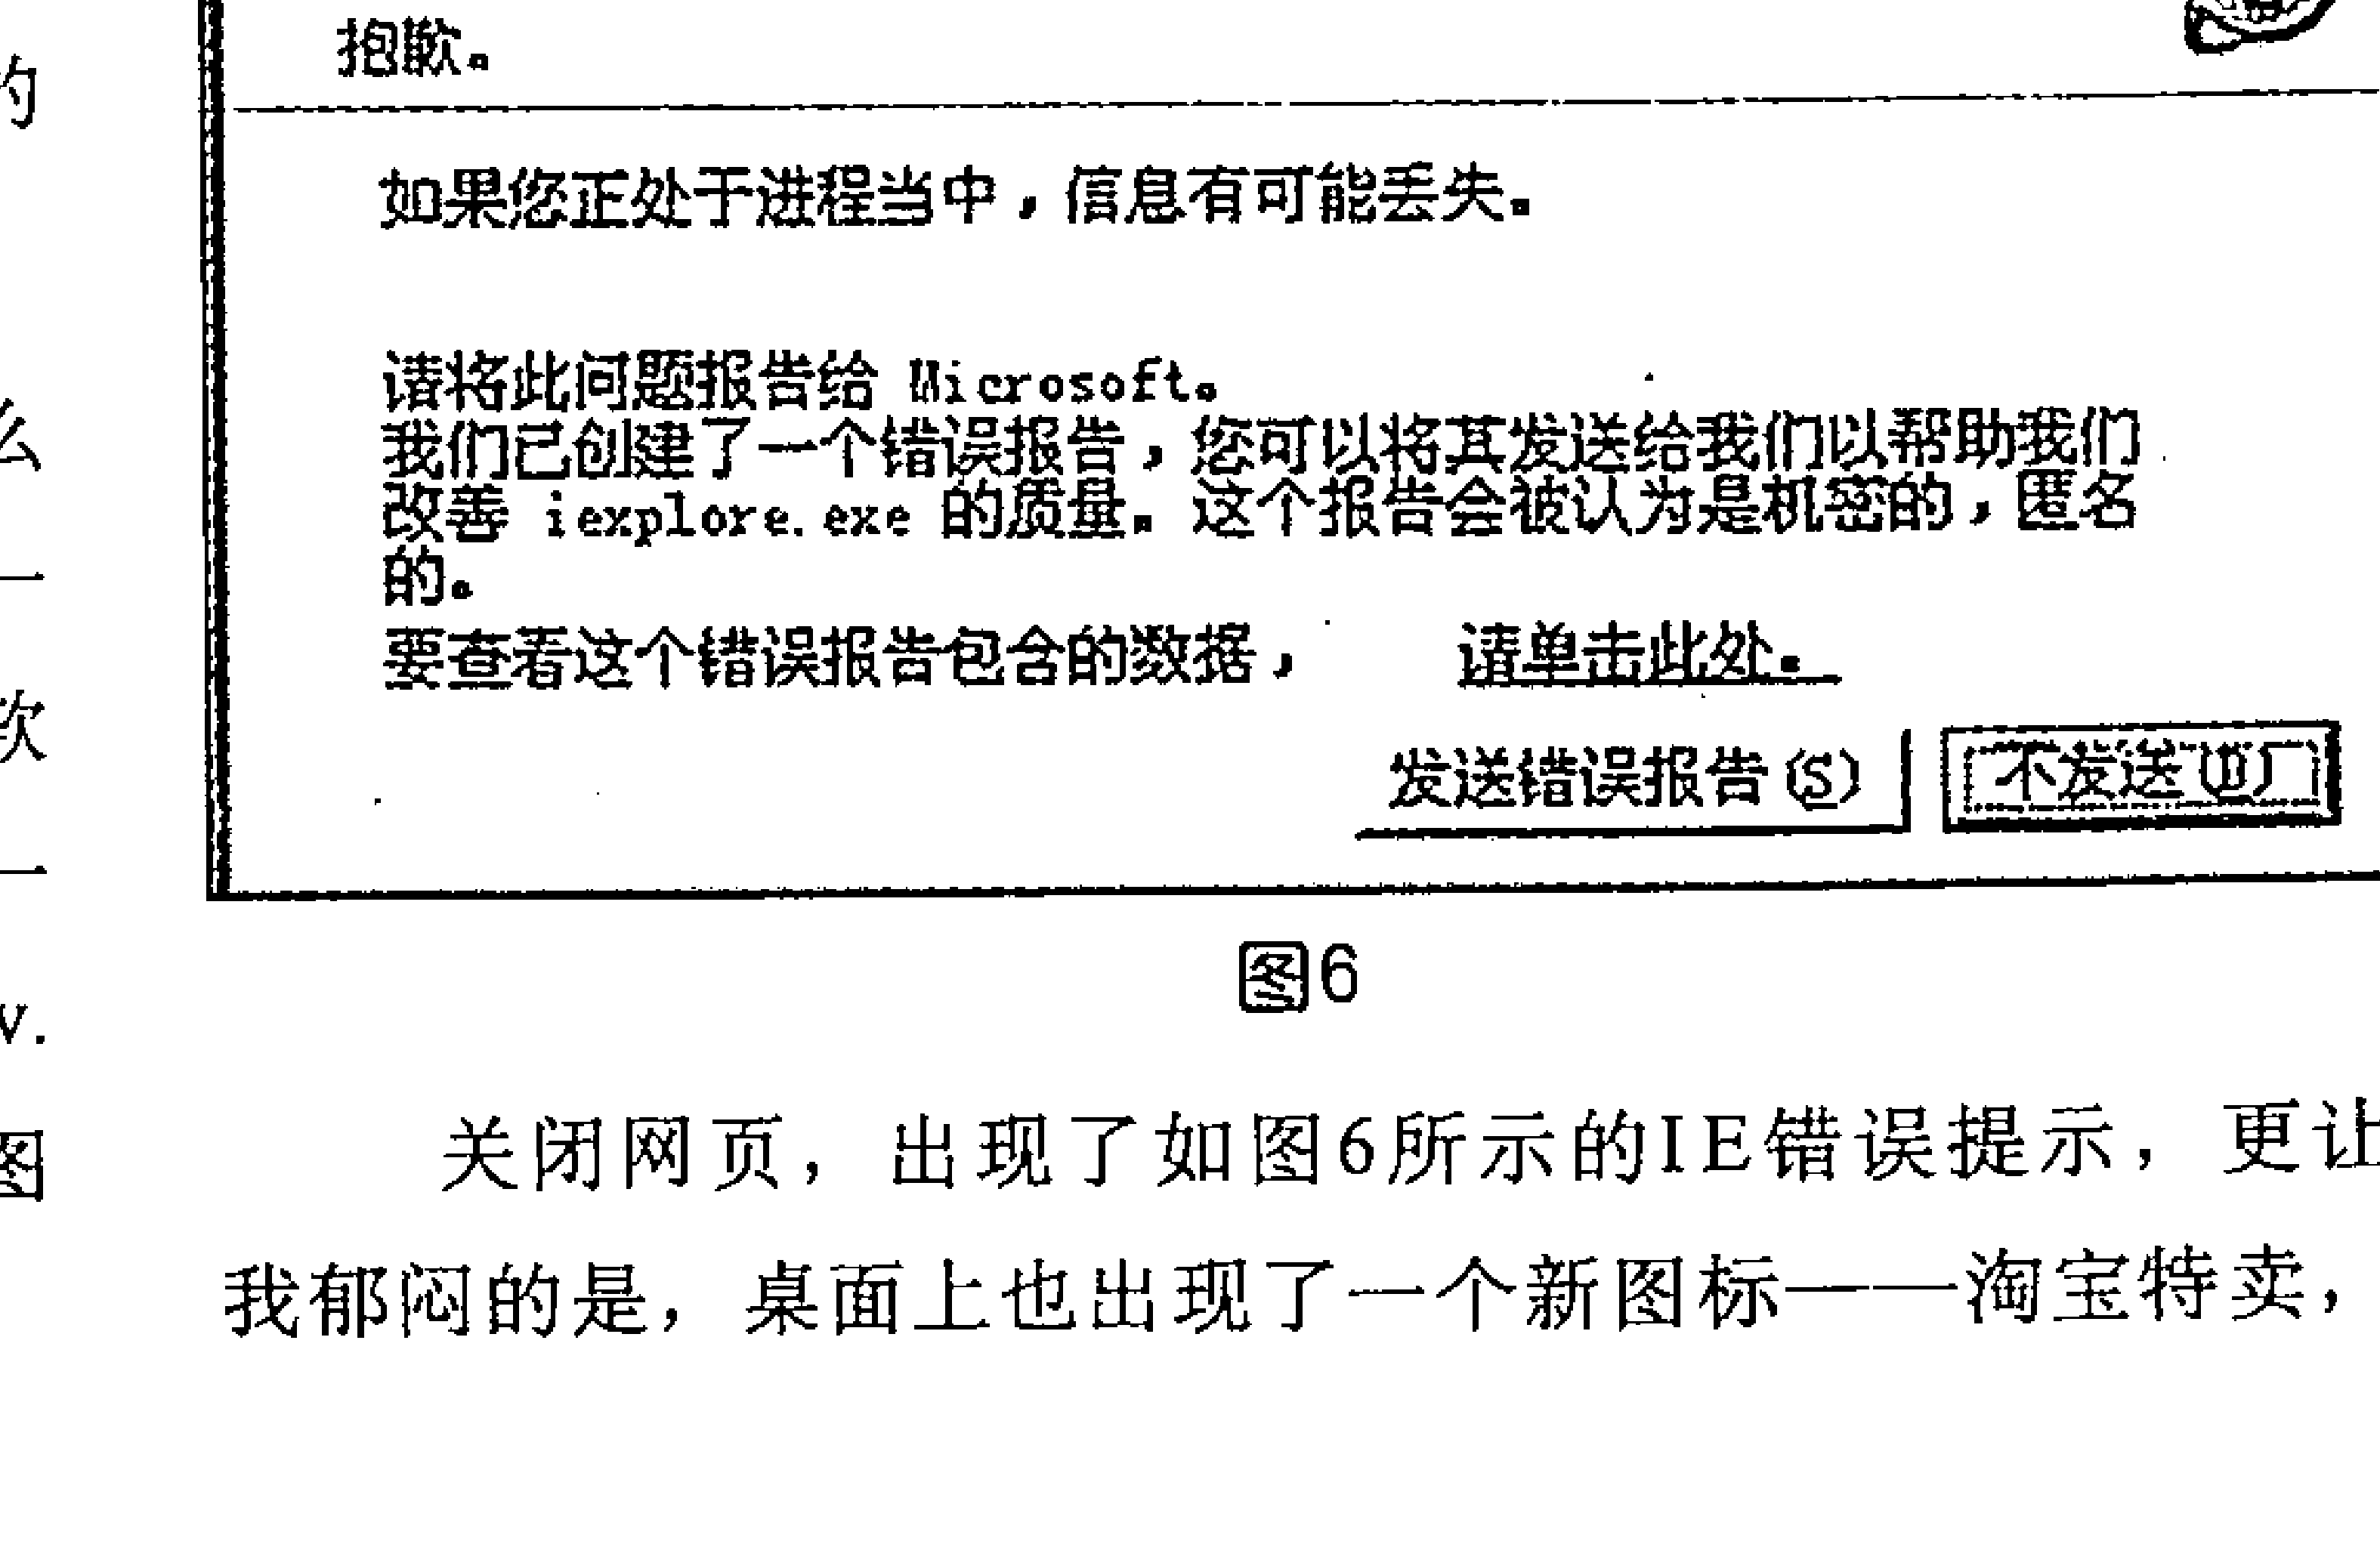 的
么
一
软
一
w.
图
抱歉。
如果您正处于进程当中，信息有可能丢失。
请将此问题报告给 Microsoft。
我们已创建了一个错误报告，您可以将其发送给我们以帮助我们
改善 iexplore.exe 的质量。这个报告会被认为是机密的，匿名
的。
要查看这个错误报告包含的数据， 请单击此处。
发送错误报告(S) 不发送(D)
图6
关闭网页，出现了如图6所示的IE错误提示，更让
我郁闷的是，桌面上也出现了一个新图标——淘宝特卖，